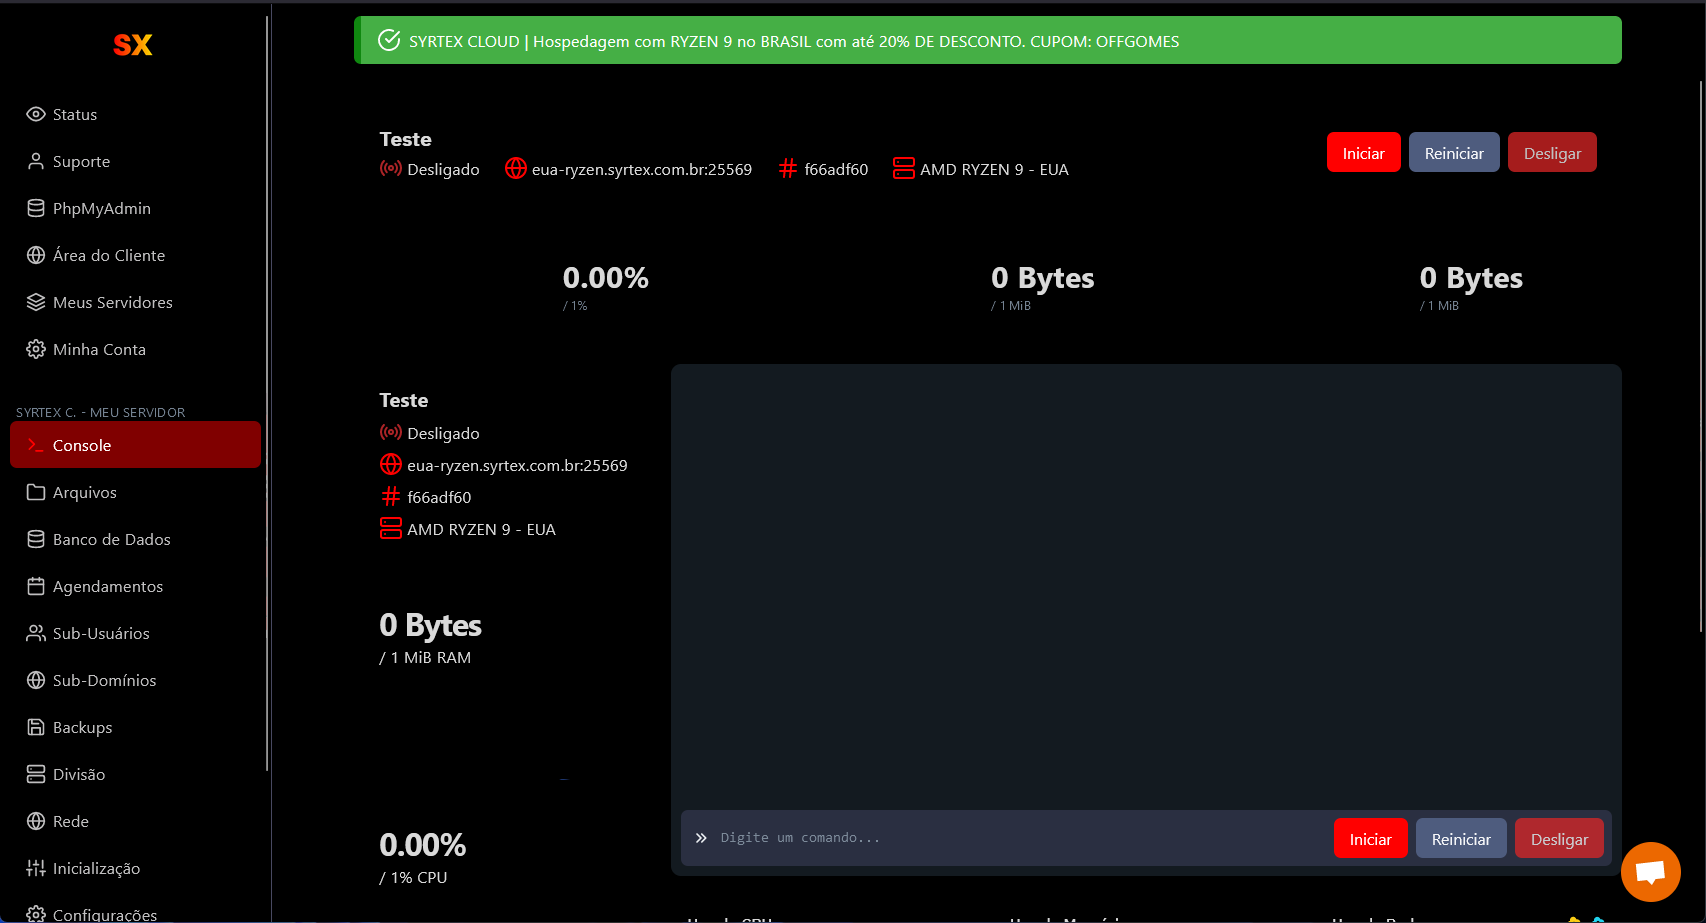 SX
Status
Suporte
PhpMyAdmin
Área do Cliente
Meus Servidores
Minha Conta
SYRTEX C. - MEU SERVIDOR
Console
Arquivos
Banco de Dados
Agendamentos
Sub-Usuários
Sub-Domínios
Backups
Divisão
Rede
Inicialização
Configurações
SYRTEX CLOUD | Hospedagem com RYZEN 9 no BRASIL com até 20% DE DESCONTO. CUPOM: OFFGOMES
Teste
Desligado eua-ryzen.syrtex.com.br:25569 f66adf60 AMD RYZEN 9 - EUA
Iniciar Reiniciar Desligar
0.00% 0 Bytes 0 Bytes
/ 1% / 1 MiB / 1 MiB
Teste
Desligado
eua-ryzen.syrtex.com.br:25569
f66adf60
AMD RYZEN 9 - EUA
0 Bytes
/ 1 MiB RAM
0.00%
/ 1% CPU
Digite um comando...
Iniciar Reiniciar Desligar